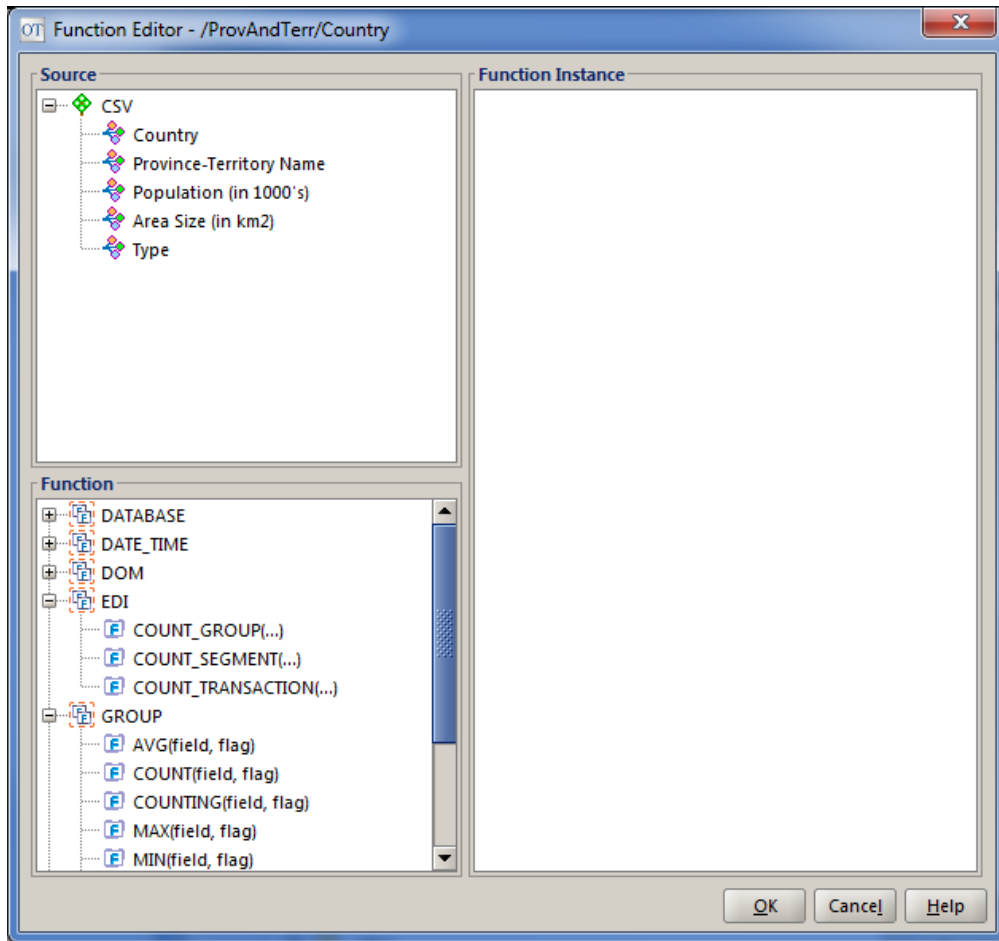 OT Function Editor - /ProvAndTerr/Country
x
Source
CSV
Country
Province-Territory Name
Population (in 1000's)
Area Size (in km2)
Type
Function
DATABASE
DATE_TIME
DOM
EDI
F COUNT_GROUP(...)
F COUNT_SEGMENT(...)
F COUNT_TRANSACTION(...)
GROUP
F AVG(field, flag)
F COUNT(field, flag)
F COUNTING(field, flag)
F MAX(field, flag)
F MIN(field, flag)
Function Instance
OK Cancel Help